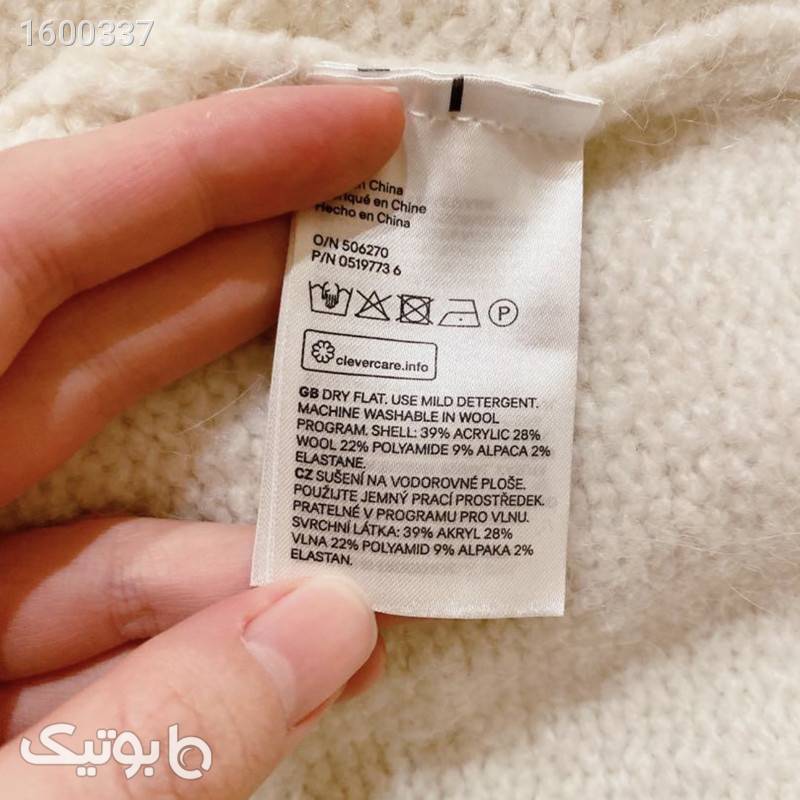 1600337
China
en Chine
Hecho en China
O/N 506270
P/N 0519773 6
P
clevercare.info
GB DRY FLAT. USE MILD DETERGENT.
MACHINE WASHABLE IN WOOL
PROGRAM. SHELL: 39% ACRYLIC 28%
WOOL 22% POLYAMIDE 9% ALPACA 2%
ELASTANE.
CZ SUŠENÍ NA VODOROVNÉ PLOŠE.
POUŽIJTE JEMNÝ PRACÍ PROSTŘEDEK.
PRATELNÉ V PROGRAMU PRO VLNU.
SVRCHNÍ LÁTKA: 39% AKRYL 28%
VLNA 22% POLYAMID 9% ALPAKA 2%
ELASTAN.
بوتیک